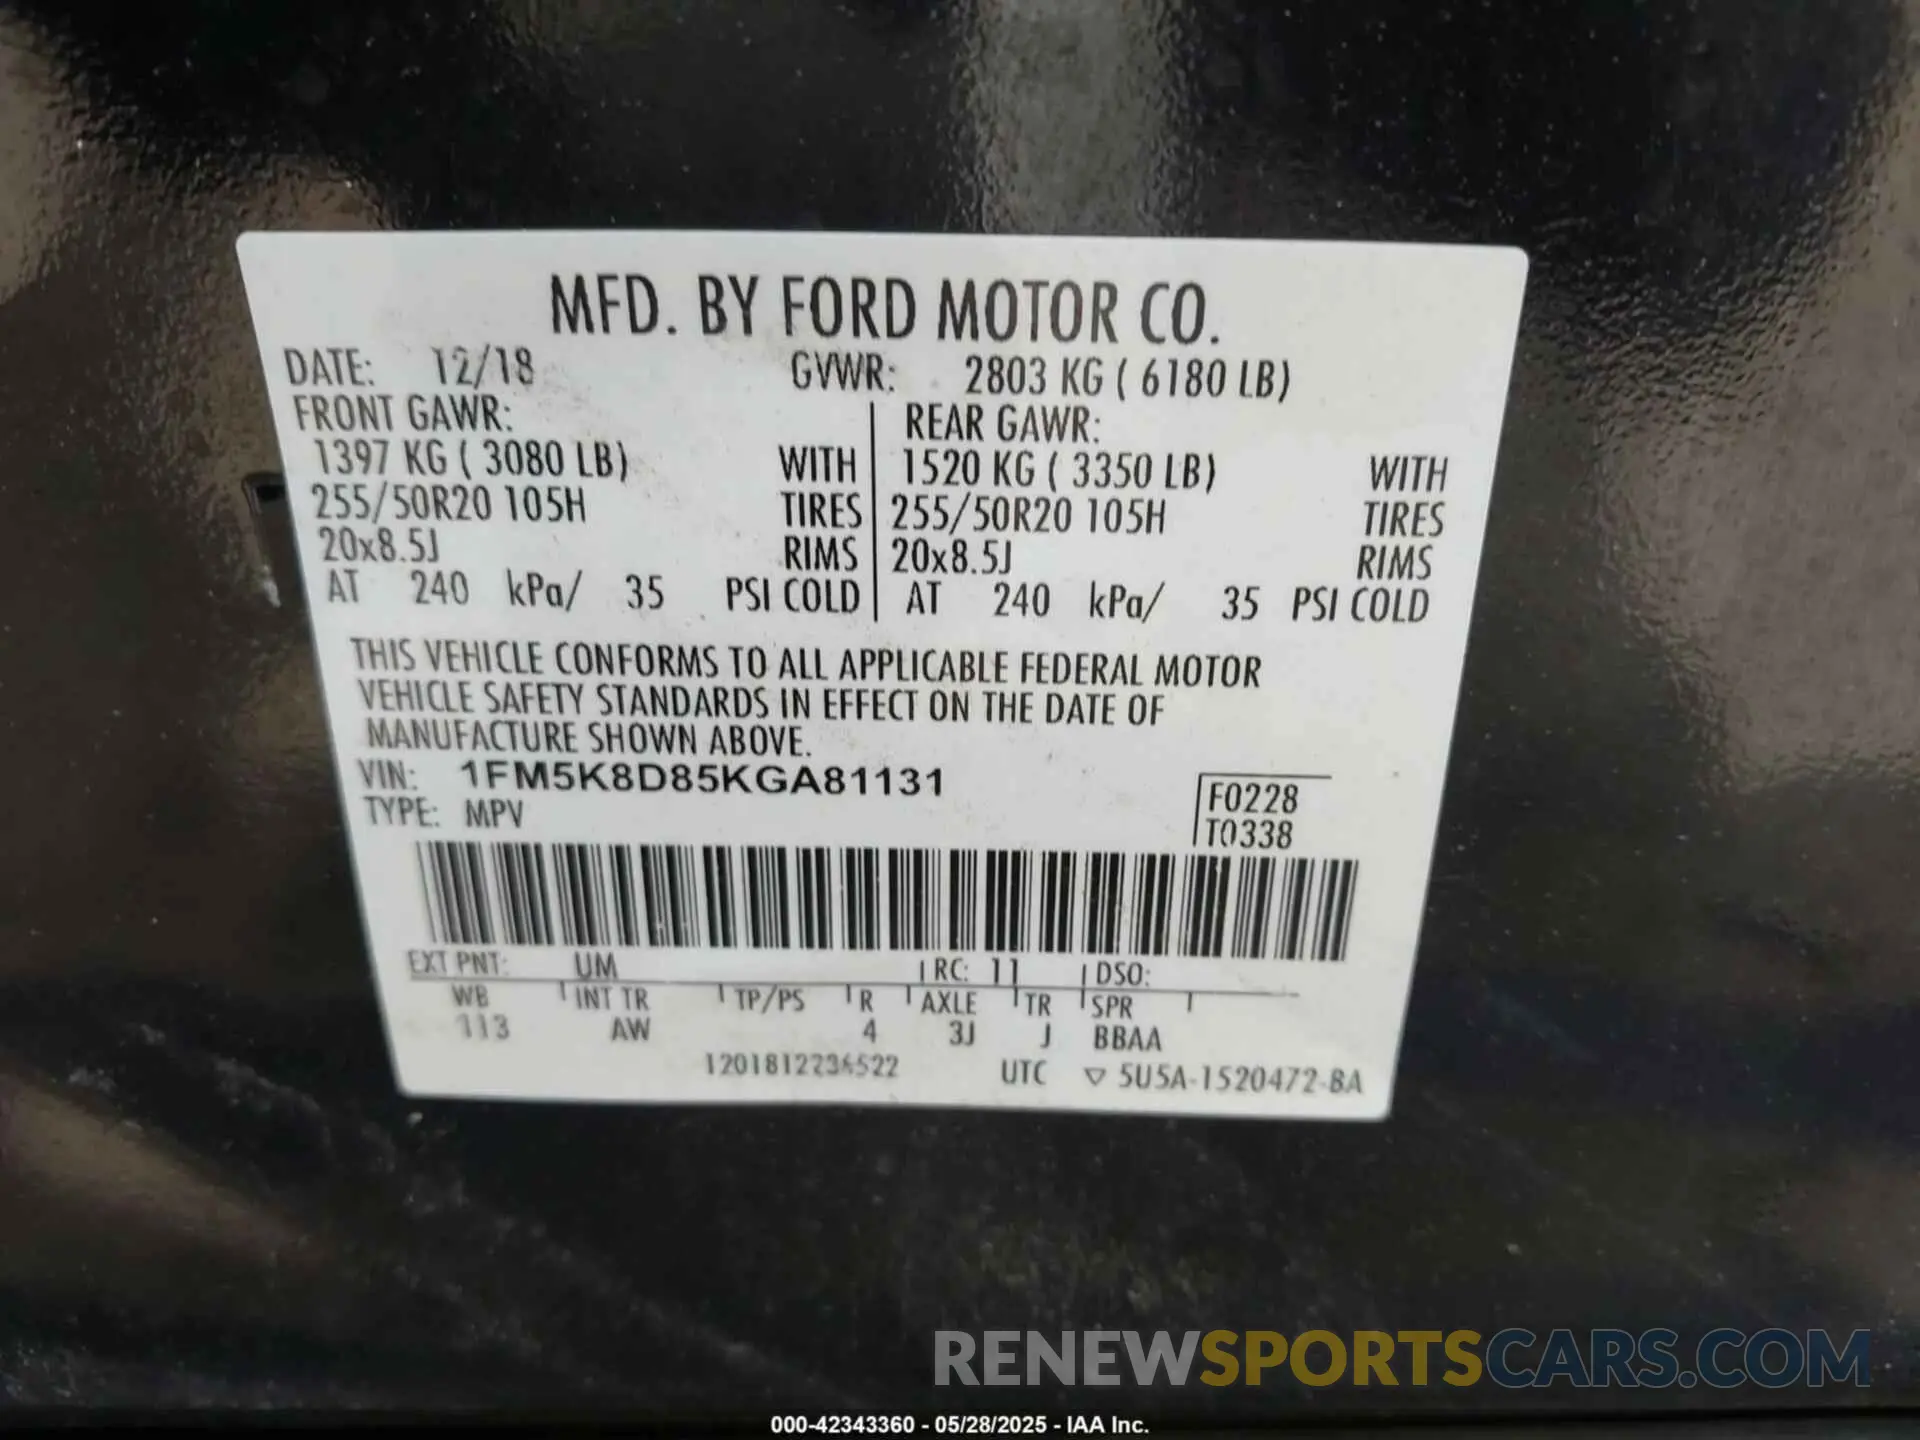 MFD. BY FORD MOTOR CO.
DATE: 12/18 GVWR: 2803 KG ( 6180 LB)
FRONT GAWR: REAR GAWR:
1397 KG ( 3080 LB) WITH 1520 KG ( 3350 LB) WITH
255/50R20 105H TIRES 255/50R20 105H TIRES
20x8.5J RIMS 20x8.5J RIMS
AT 240 kPa/ 35 PSI COLD AT 240 kPa/ 35 PSI COLD
THIS VEHICLE CONFORMS TO ALL APPLICABLE FEDERAL MOTOR
VEHICLE SAFETY STANDARDS IN EFFECT ON THE DATE OF
MANUFACTURE SHOWN ABOVE.
VIN: 1FM5K8D85KGA81131
TYPE: MPV
F0228
T0338
EXT PNT: UM RC: 11 DSO:
WB INT TR TP/PS R AXLE TR SPR
113 AW 4 3J J BBAA
UTC ▽ 5U5A-1520472-BA
RENEWSPORTSCARS.COM
000-42343360 - 05/28/2025 - IAA Inc.